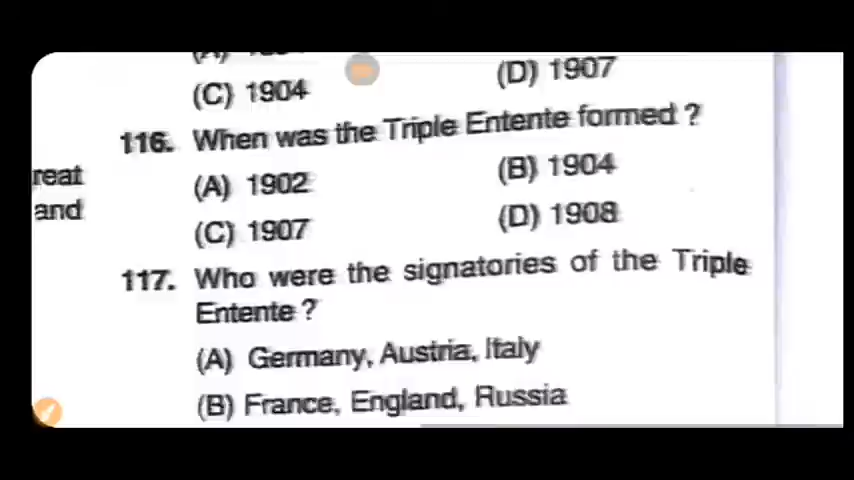 (C) 1904 (D) 1907
116. When was the Triple Entente formed ?
reat (A) 1902 (B) 1904
and (C) 1907 (D) 1908
117. Who were the signatories of the Triple
Entente ?
(A) Germany, Austria, Italy
(B) France, England, Russia